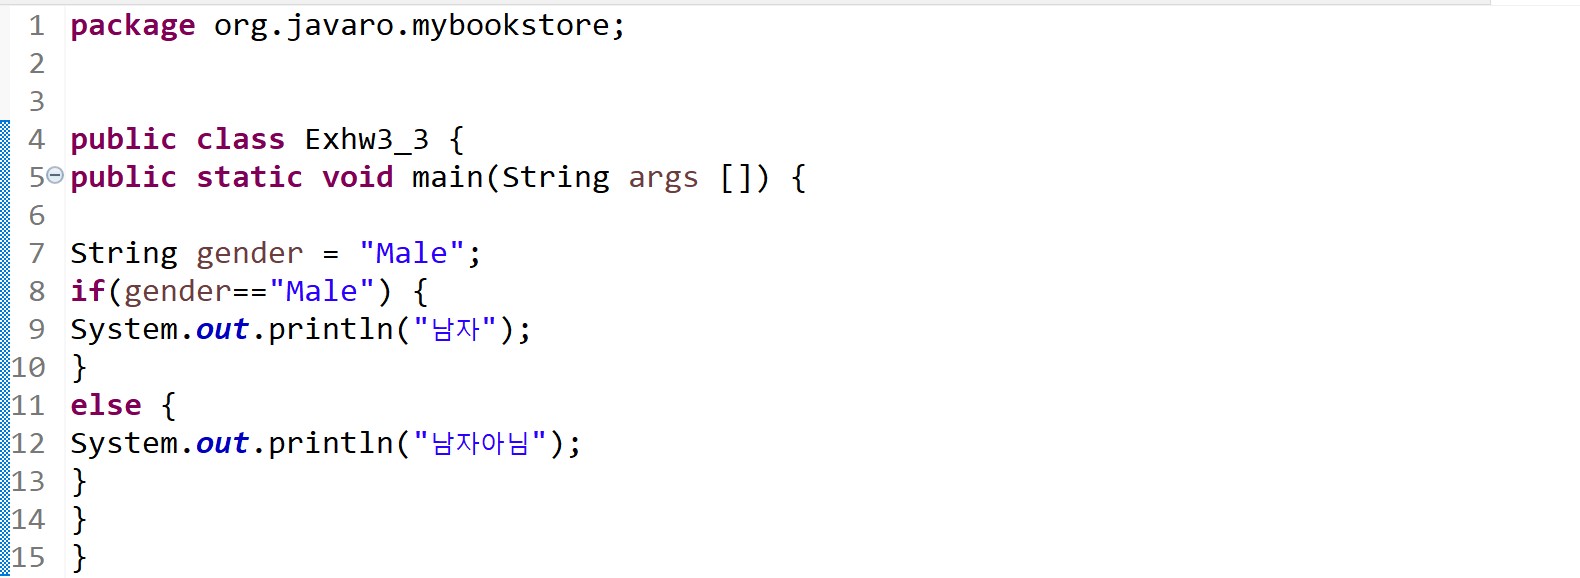 1 package org.javaro.mybookstore;
2
3
4 public class Exhw3_3 {
5 public static void main(String args []) {
6
7 String gender = "Male";
8 if(gender=="Male") {
9 System.out.println("남자");
10 }
11 else {
12 System.out.println("남자아님");
13 }
14 }
15 }